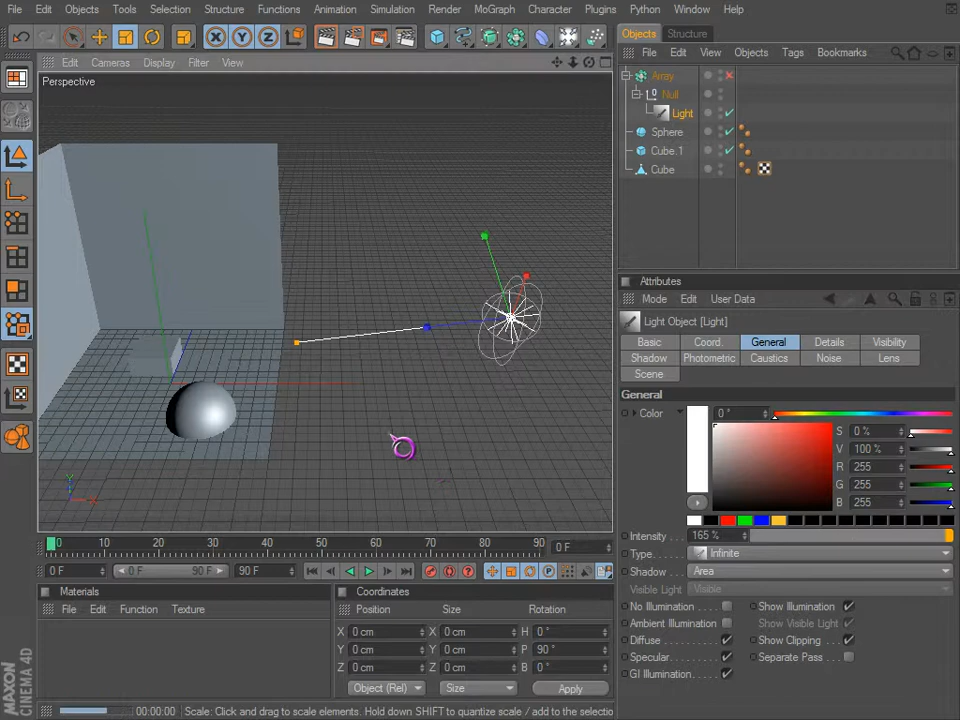 File Edit Objects Tools Selection Structure Functions Animation Simulation Render MoGraph Character Plugins Python Window Help
X Y Z
Edit Cameras Display Filter View
Perspective
Y
X
0 10 20 30 40 50 60 70 80 90 0 F
0 F 0 F 90 F 90 F
P
Materials
File Edit Function Texture
Coordinates
Position Size Rotation
X 0 cm X 0 cm H 0 °
Y 0 cm Y 0 cm P 90 °
Z 0 cm Z 0 cm B 0 °
Object (Rel) Size Apply
00:00:00 Scale: Click and drag to scale elements. Hold down SHIFT to quantize scale / add to the selectio
MAXON
CINEMA 4D
Objects Structure
File Edit View Objects Tags Bookmarks
Array
0 Null
Light
Sphere
Cube.1
Cube
Attributes
Mode Edit User Data
Light Object [Light]
Basic Coord. General Details Visibility
Shadow Photometric Caustics Noise Lens
Scene
General
Color 0 °
S 0 %
V 100 %
R 255
G 255
B 255
Intensity 165 %
Type Infinite
Shadow Area
Visible Light Visible
No Illumination Show Illumination
Ambient Illumination Show Visible Light
Diffuse Show Clipping
Specular Separate Pass
GI Illumination